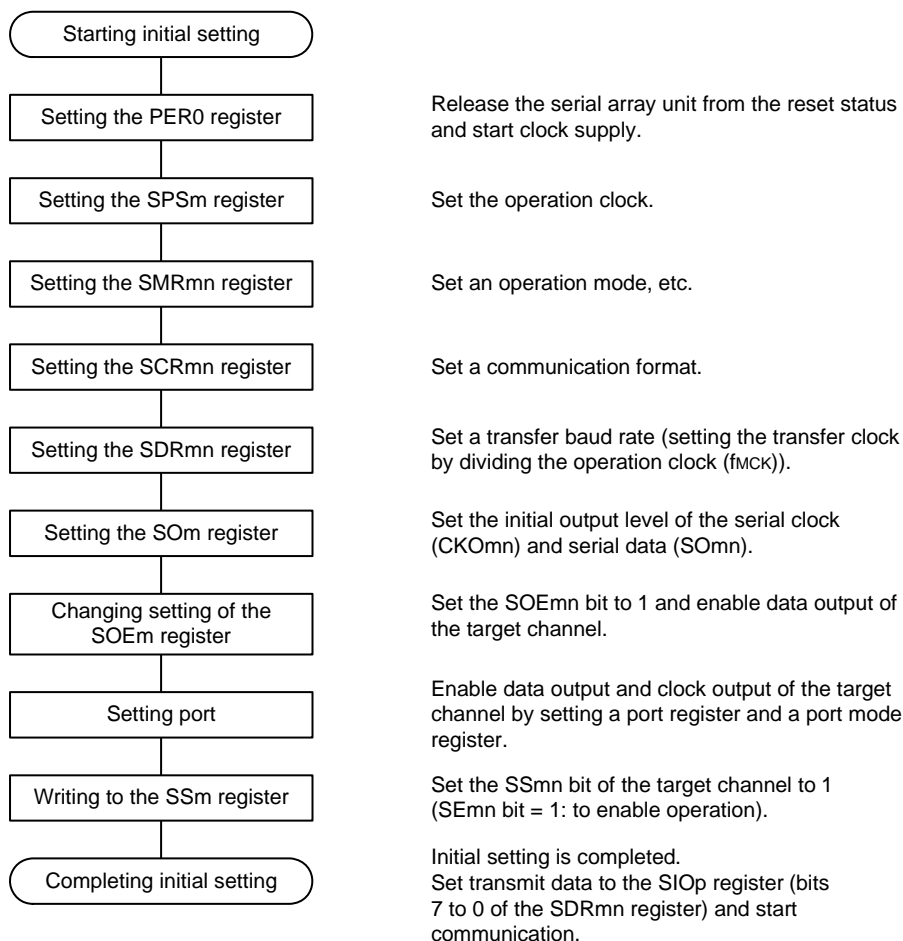 Starting initial setting
Setting the PER0 register
Release the serial array unit from the reset status
and start clock supply.
Setting the SPSm register
Set the operation clock.
Setting the SMRmn register
Set an operation mode, etc.
Setting the SCRmn register
Set a communication format.
Setting the SDRmn register
Set a transfer baud rate (setting the transfer clock
by dividing the operation clock (fMCK)).
Setting the SOm register
Set the initial output level of the serial clock
(CKOmn) and serial data (SOmn).
Changing setting of the
SOEm register
Set the SOEmn bit to 1 and enable data output of
the target channel.
Setting port
Enable data output and clock output of the target
channel by setting a port register and a port mode
register.
Writing to the SSm register
Set the SSmn bit of the target channel to 1
(SEmn bit = 1: to enable operation).
Completing initial setting
Initial setting is completed.
Set transmit data to the SIOp register (bits
7 to 0 of the SDRmn register) and start
communication.